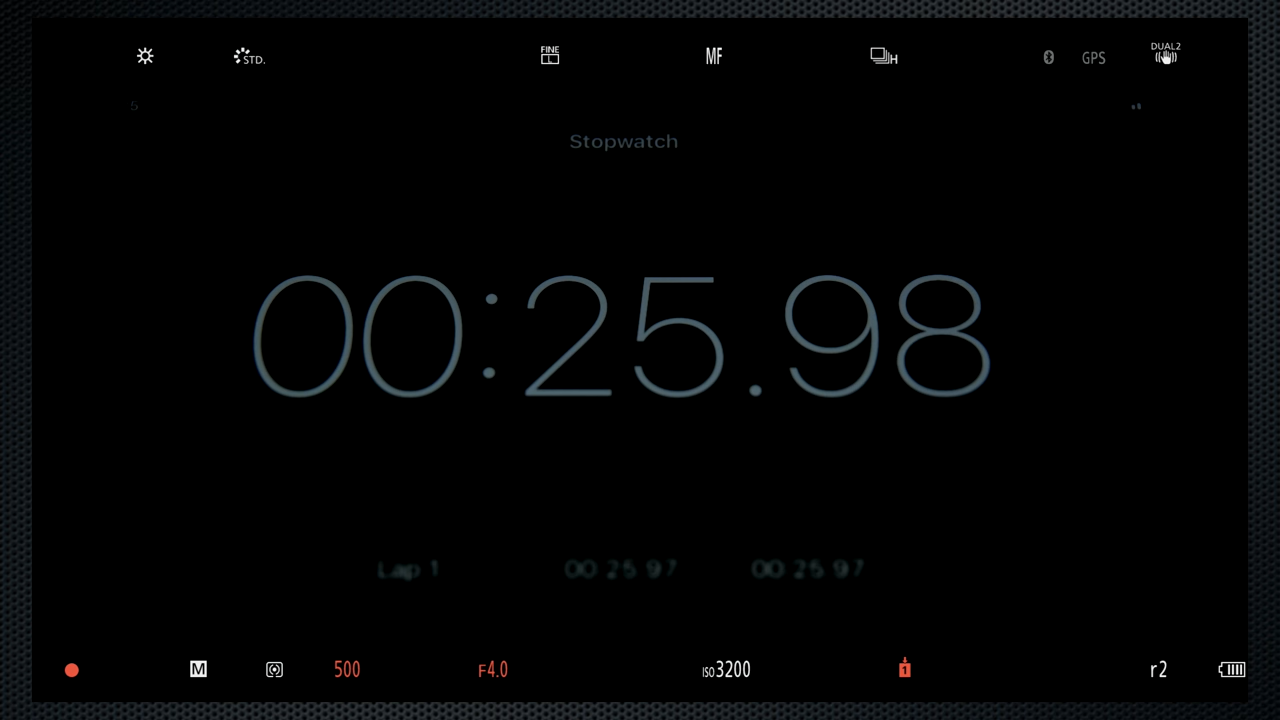 STD. FINE L MF H GPS DUAL2
Stopwatch
00:25.98
Lap 1 00 25 97 00 25 97
M 500 F4.0 ISO3200 1 r2